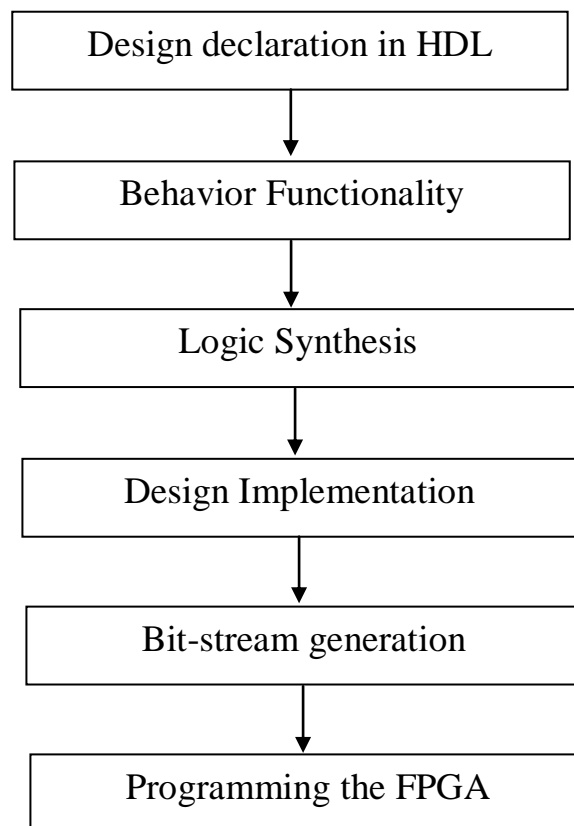 Design declaration in HDL
Behavior Functionality
Logic Synthesis
Design Implementation
Bit-stream generation
Programming the FPGA